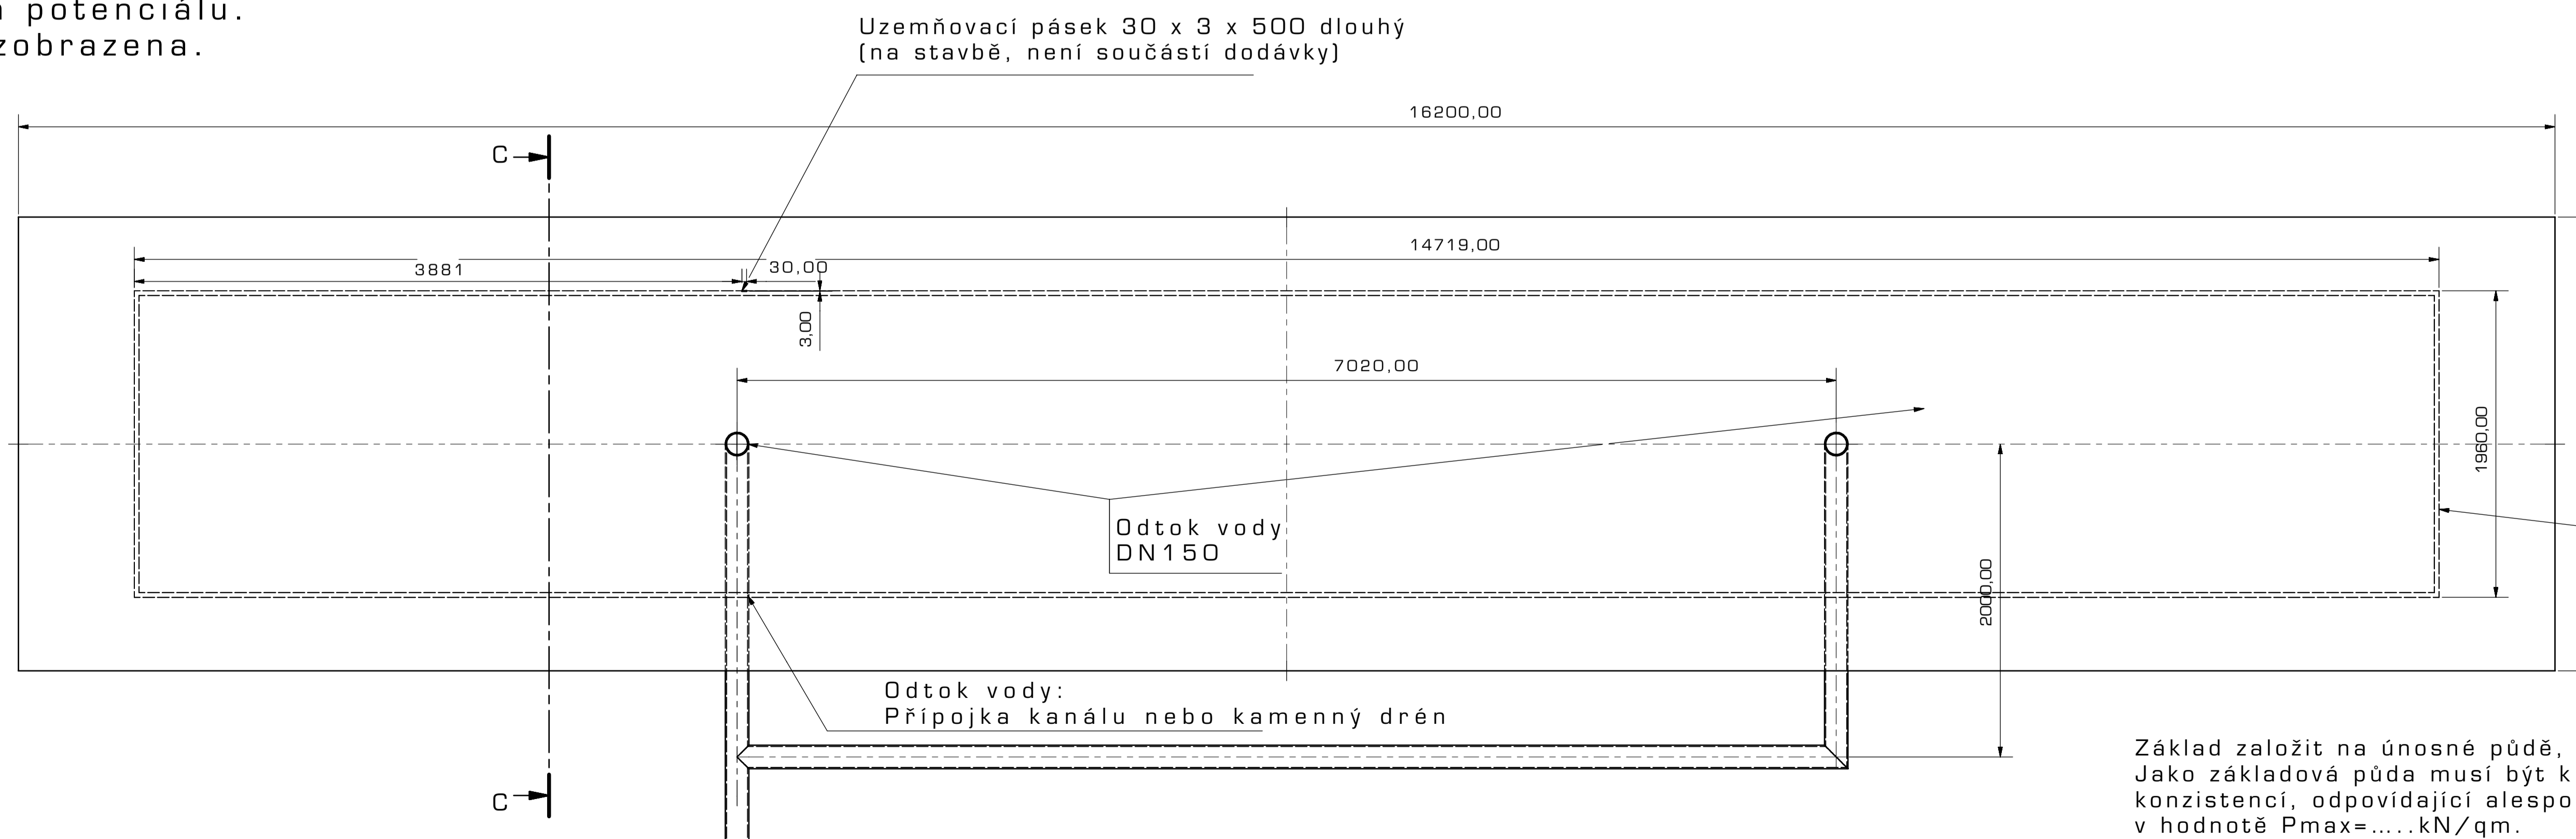 potenciálu.
zobrazena.
Uzemňovací pásek 30 x 3 x 500 dlouhý
(na stavbě, není součástí dodávky)
16200,00
C
14719,00
3881
30,00
3,00
7020,00
1960,00
Odtok vody
DN150
2000,00
Odtok vody:
Přípojka kanálu nebo kamenný drén
C
Základ založit na únosné půdě,
Jako základová půda musí být k
konzistencí, odpovídající alespo
v hodnotě Pmax=.....kN/qm.